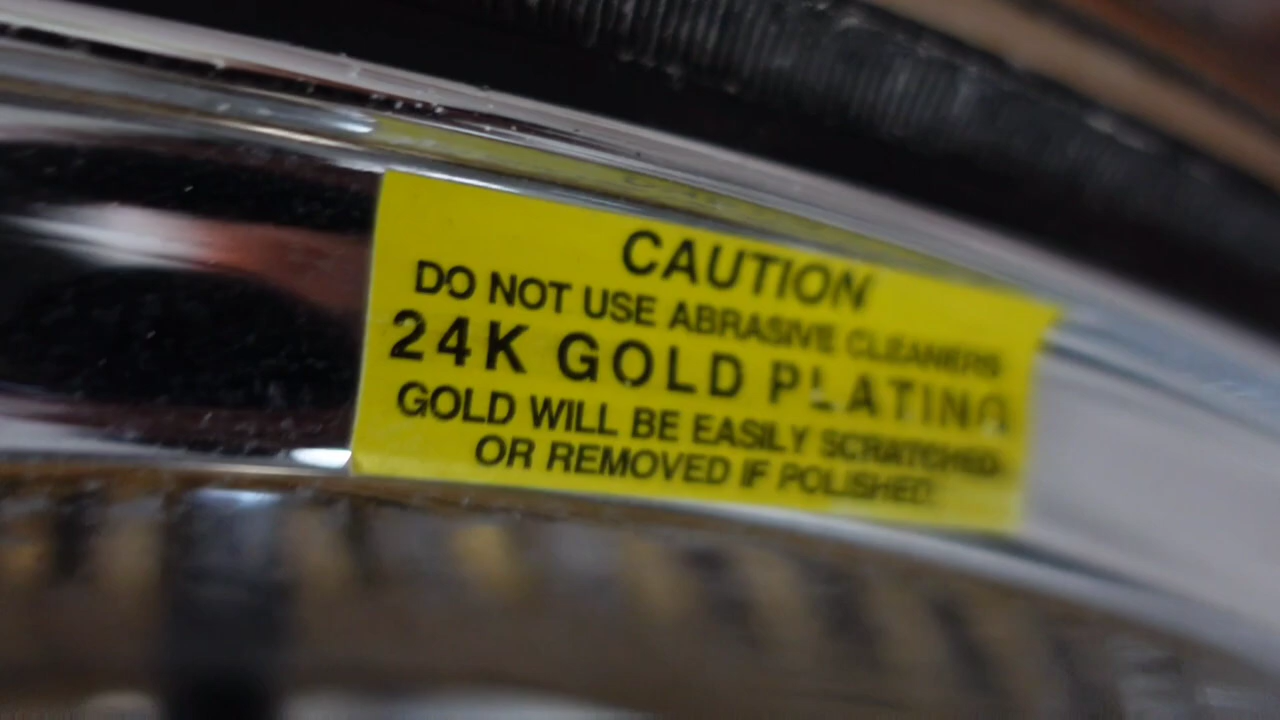 CAUTION
DO NOT USE ABRASIVE CLEANERS
24K GOLD PLATING
GOLD WILL BE EASILY SCRATCHED
OR REMOVED IF POLISHED.